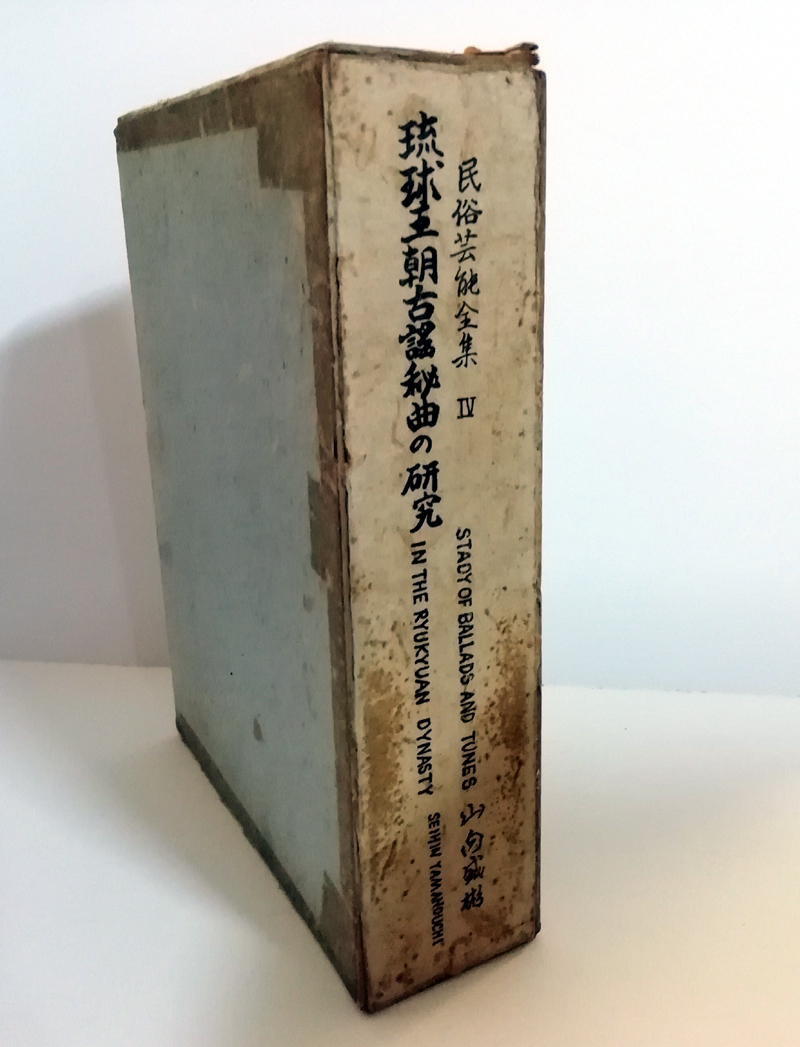 民俗芸能全集 Ⅳ
琉球王朝古謡秘曲の研究
STADY OF BALLADS AND TUNES
IN THE RYUKYUAN DYNASTY
山内盛彬
SEIHIN YAMANOUCHI